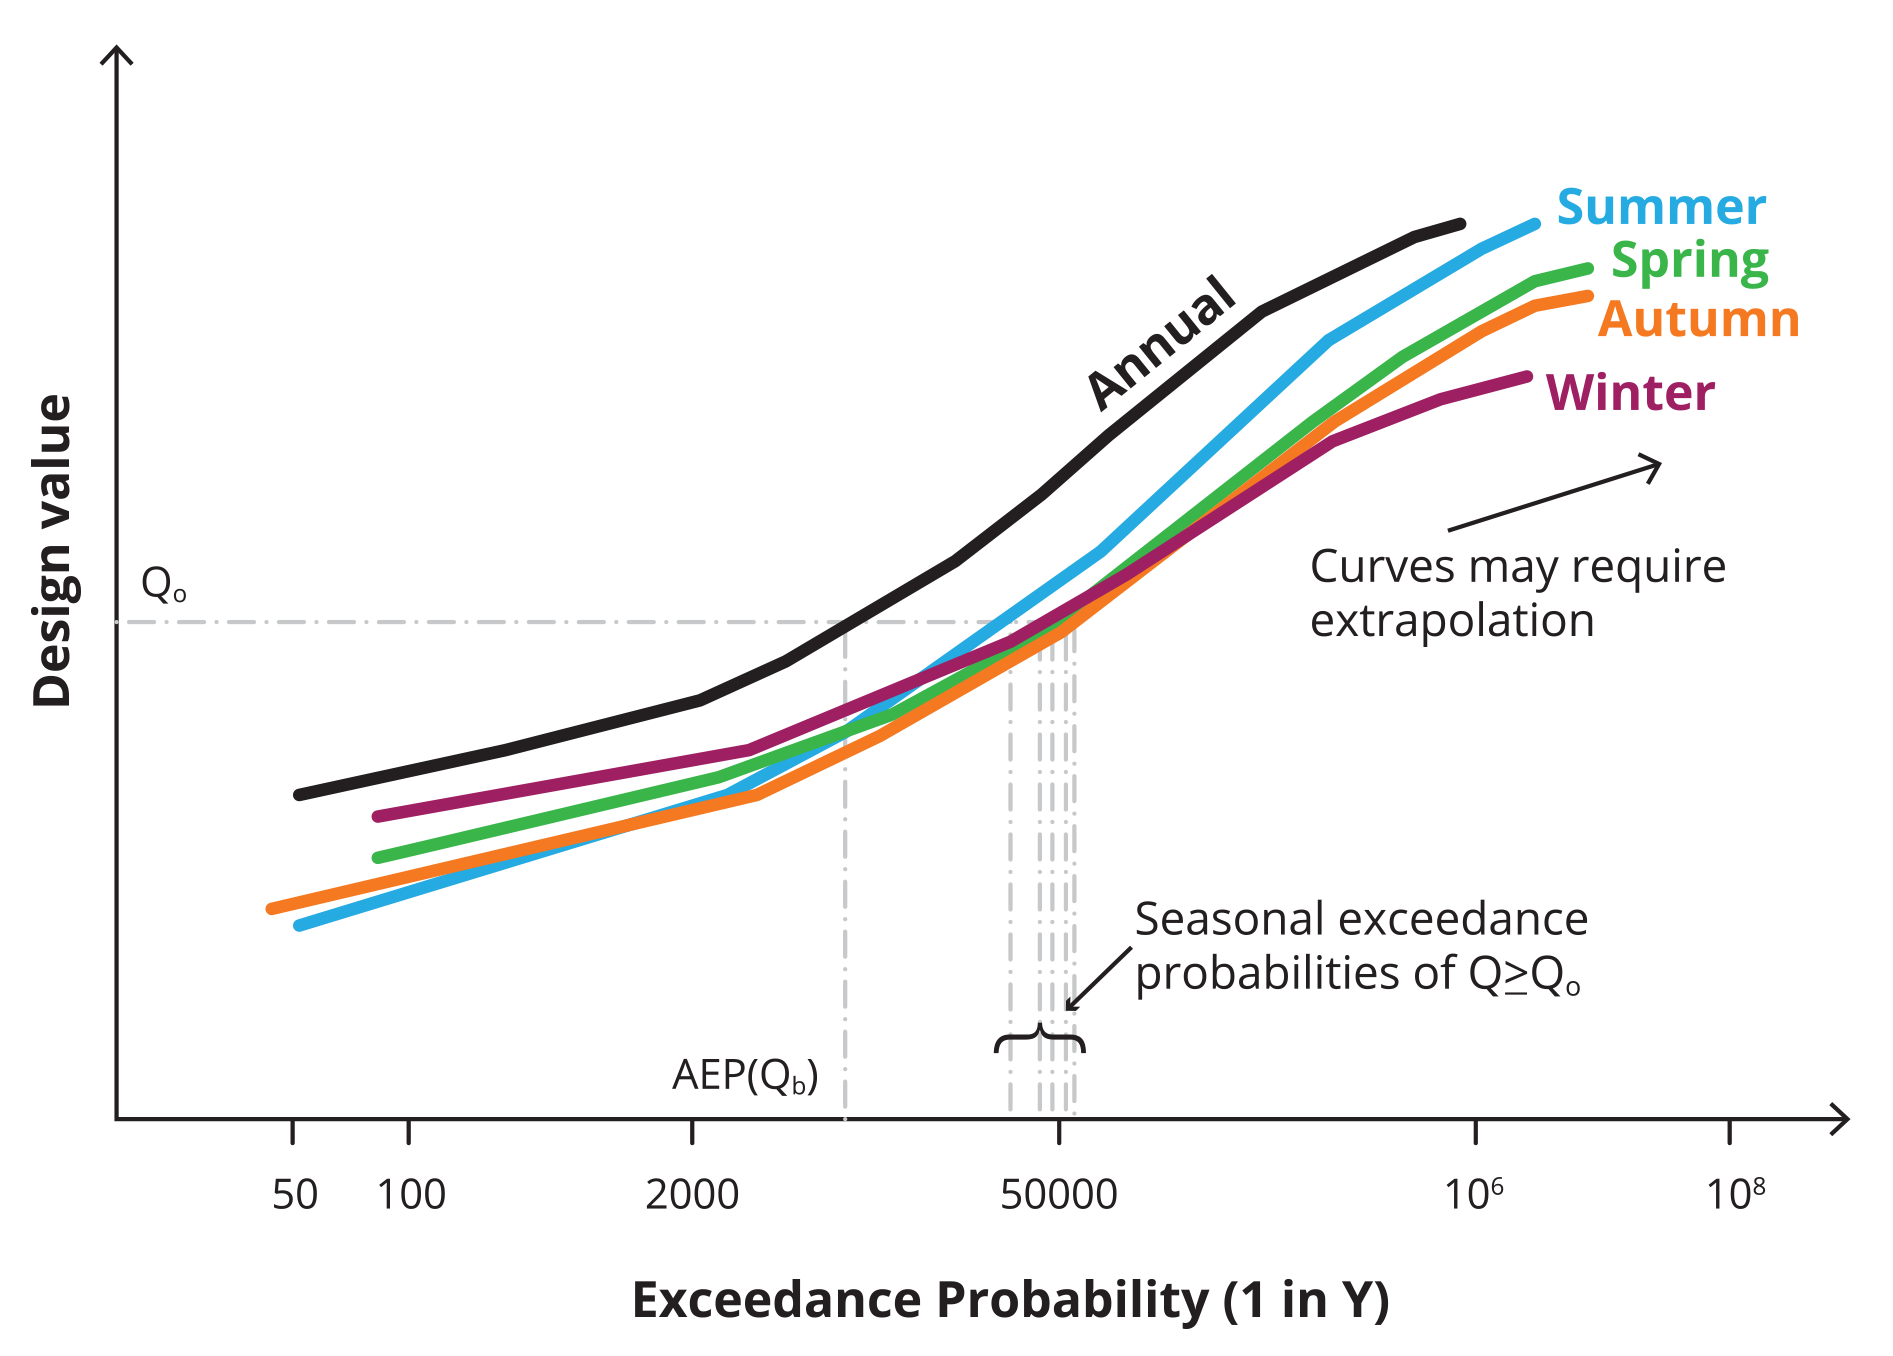 Summer
Spring
Annual
Autumn
Winter
Design value
Qₒ
Curves may require
extrapolation
Seasonal exceedance
probabilities of Q≥Qₒ
AEP(Q_b)
50 100 2000 50000 10⁶ 10⁸
Exceedance Probability (1 in Y)